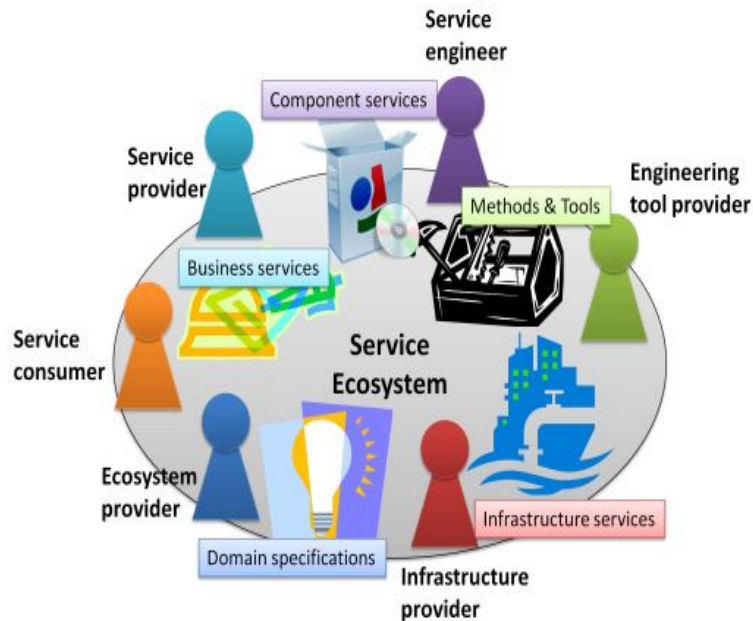 Service
engineer
Component services
Service
provider
Engineering
tool provider
Methods & Tools
Business services
Service
consumer
Service
Ecosystem
Ecosystem
provider
Infrastructure services
Domain specifications
Infrastructure
provider